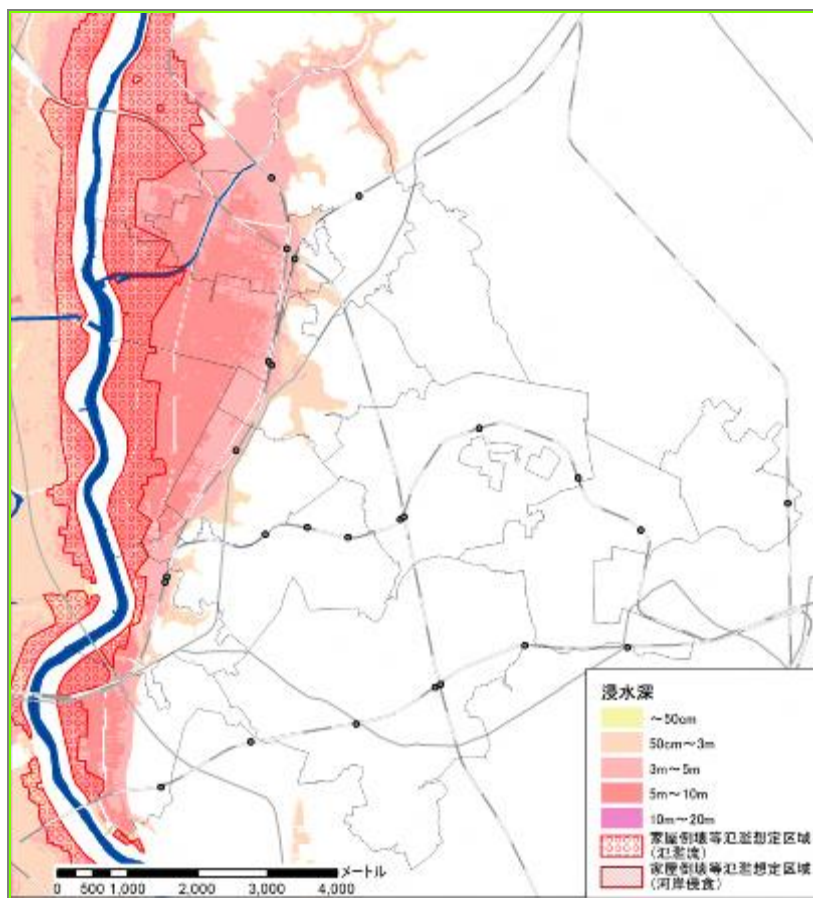 浸水深
～50cm
50cm～3m
3m～5m
5m～10m
10m～20m
家屋倒壊等氾濫想定区域
(氾濫流)
家屋倒壊等氾濫想定区域
(河岸侵食)
メートル
0 500 1,000 2,000 3,000 4,000